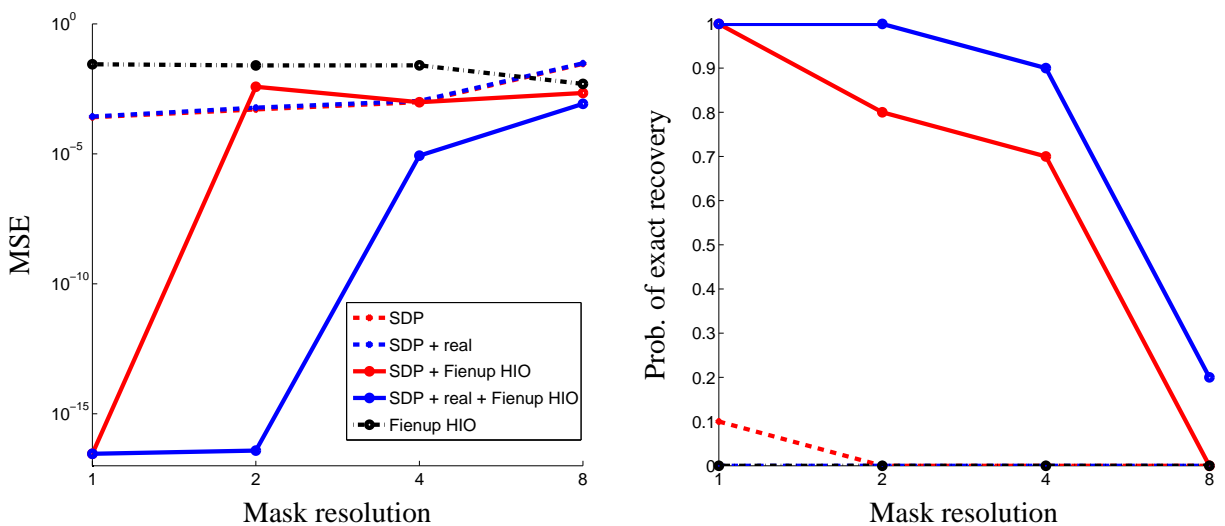 10^0
10^-5
10^-10
10^-15
MSE
1
2
4
8
Mask resolution
SDP
SDP + real
SDP + Fienup HIO
SDP + real + Fienup HIO
Fienup HIO
1
0.9
0.8
0.7
0.6
0.5
0.4
0.3
0.2
0.1
0
Prob. of exact recovery
1
2
4
8
Mask resolution